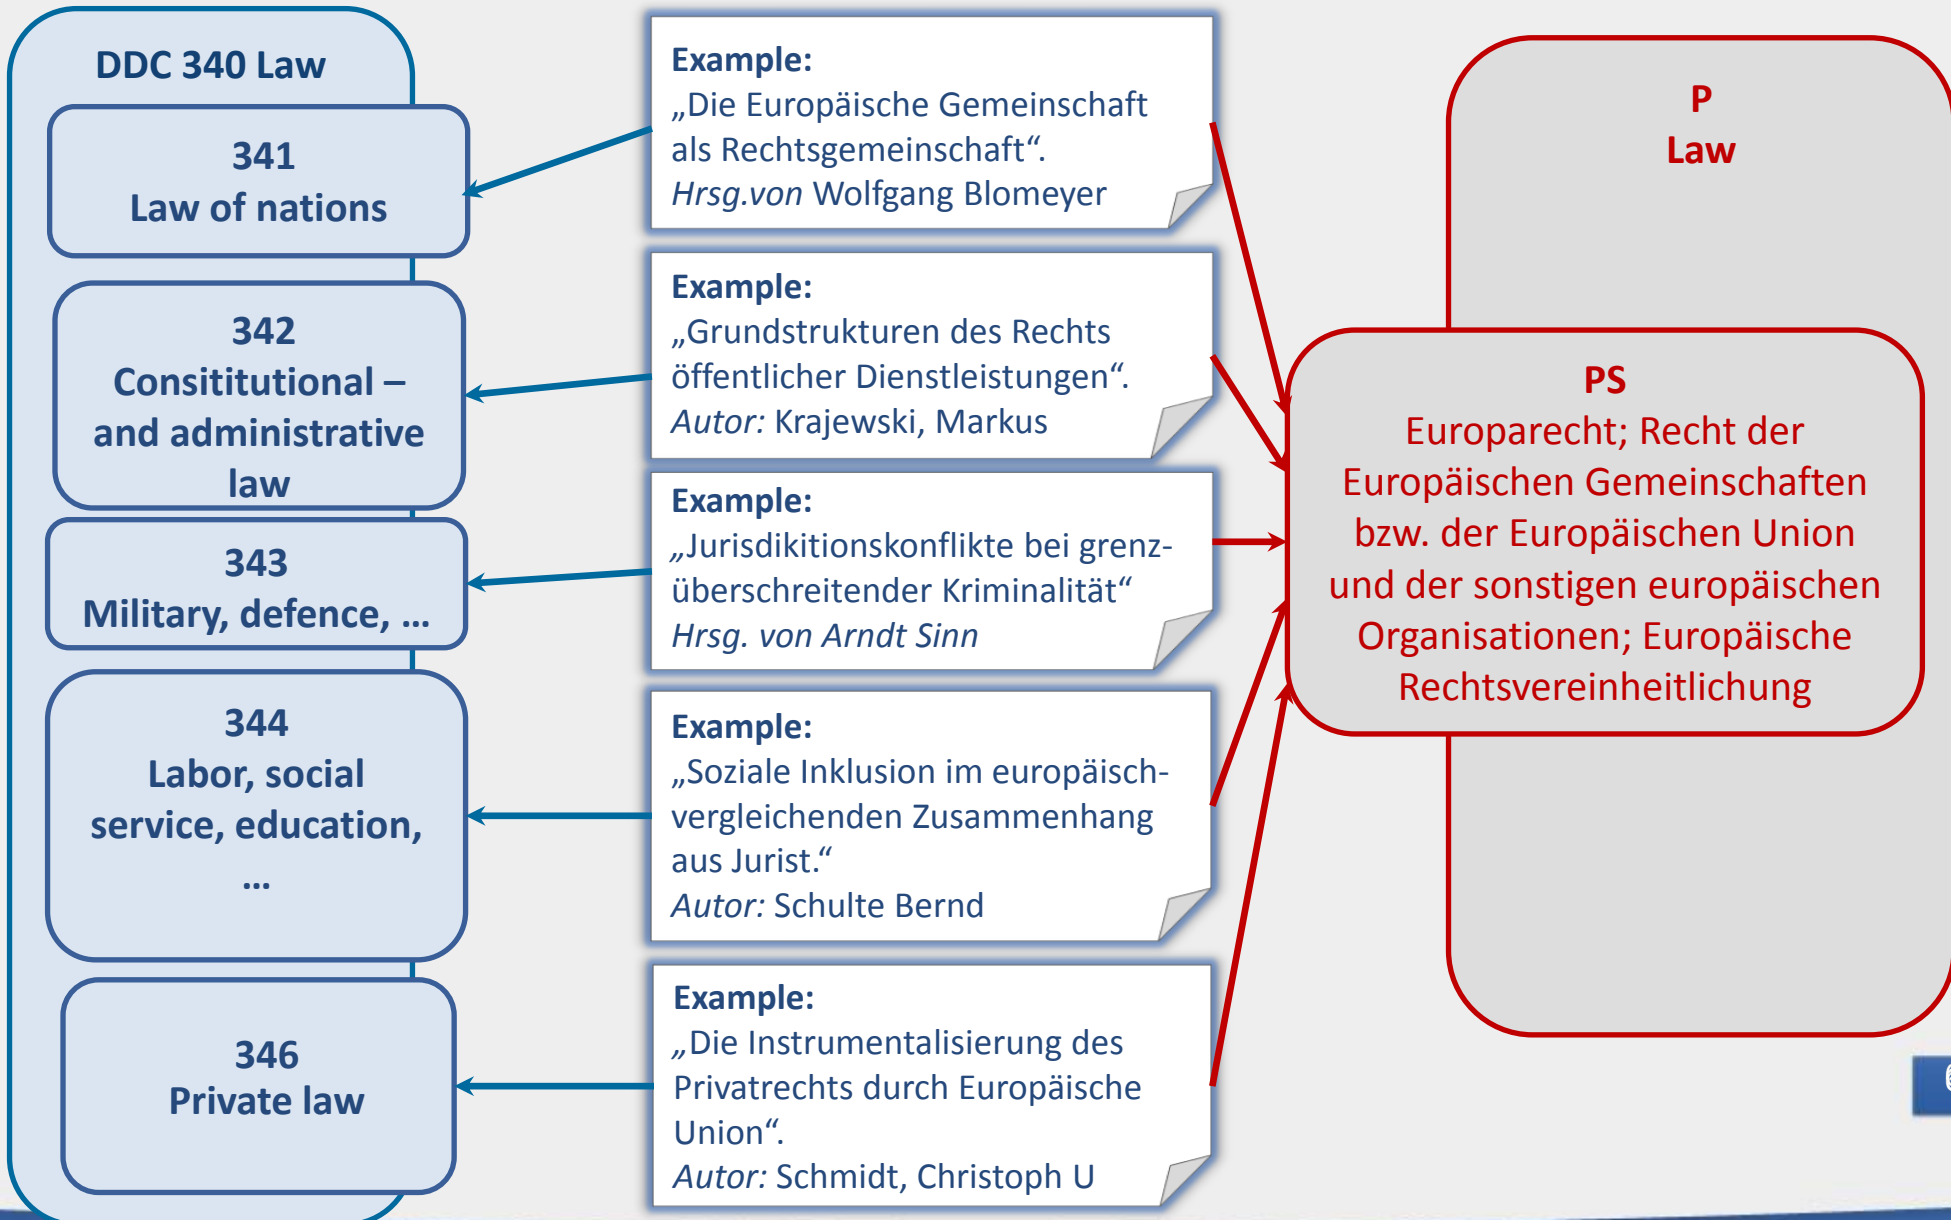 DDC 340 Law
341
Law of nations
342
Consititutional –
and administrative
law
343
Military, defence, ...
344
Labor, social
service, education,
...
346
Private law
Example:
„Die Europäische Gemeinschaft
als Rechtsgemeinschaft“.
Hrsg.von Wolfgang Blomeyer
Example:
„Grundstrukturen des Rechts
öffentlicher Dienstleistungen“.
Autor: Krajewski, Markus
Example:
„Jurisdikitionskonflikte bei grenz-
überschreitender Kriminalität“
Hrsg. von Arndt Sinn
Example:
„Soziale Inklusion im europäisch-
vergleichenden Zusammenhang
aus Jurist.“
Autor: Schulte Bernd
Example:
„Die Instrumentalisierung des
Privatrechts durch Europäische
Union“.
Autor: Schmidt, Christoph U
P
Law
PS
Europarecht; Recht der
Europäischen Gemeinschaften
bzw. der Europäischen Union
und der sonstigen europäischen
Organisationen; Europäische
Rechtsvereinheitlichung